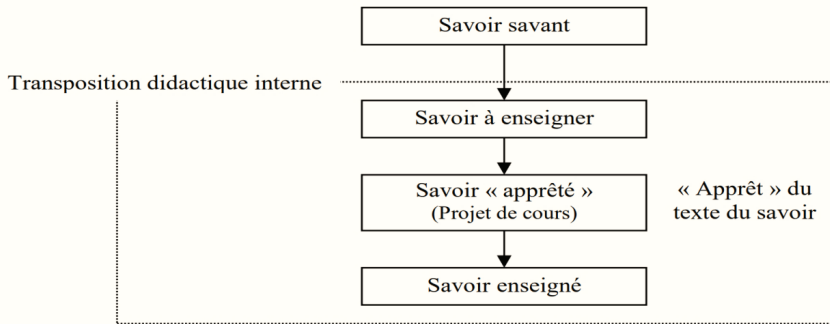 Savoir savant
Transposition didactique interne
Savoir à enseigner
Savoir « apprêté »
(Projet de cours)
« Apprêt » du
texte du savoir
Savoir enseigné